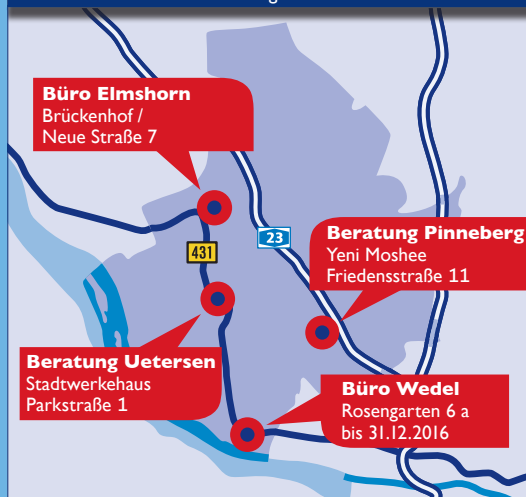 Büro Elmshorn
Brückenhof /
Neue Straße 7
431
23
Beratung Pinneberg
Yeni Moshee
Friedensstraße 11
Beratung Uetersen
Stadtwerkehaus
Parkstraße 1
Büro Wedel
Rosengarten 6 a
bis 31.12.2016